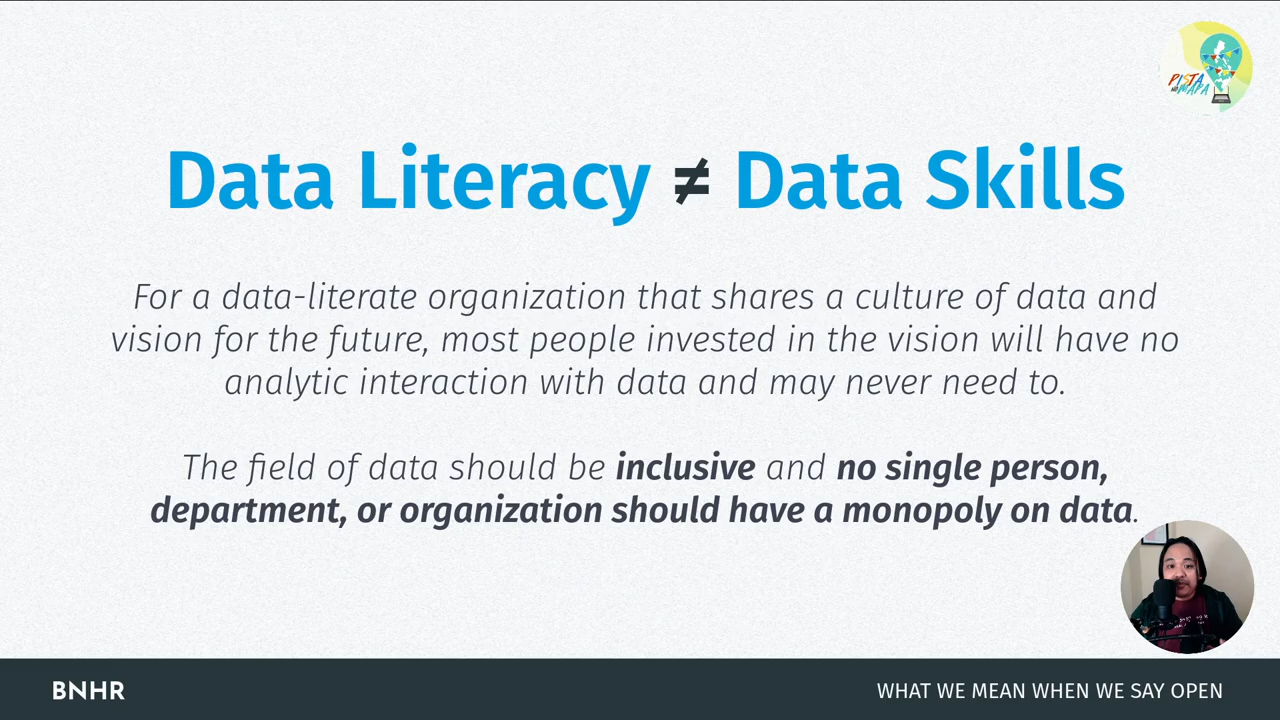 PISTA
NG
MAPA
Data Literacy ≠ Data Skills
For a data-literate organization that shares a culture of data and
vision for the future, most people invested in the vision will have no
analytic interaction with data and may never need to.
The field of data should be inclusive and no single person,
department, or organization should have a monopoly on data.
BNHR
WHAT WE MEAN WHEN WE SAY OPEN